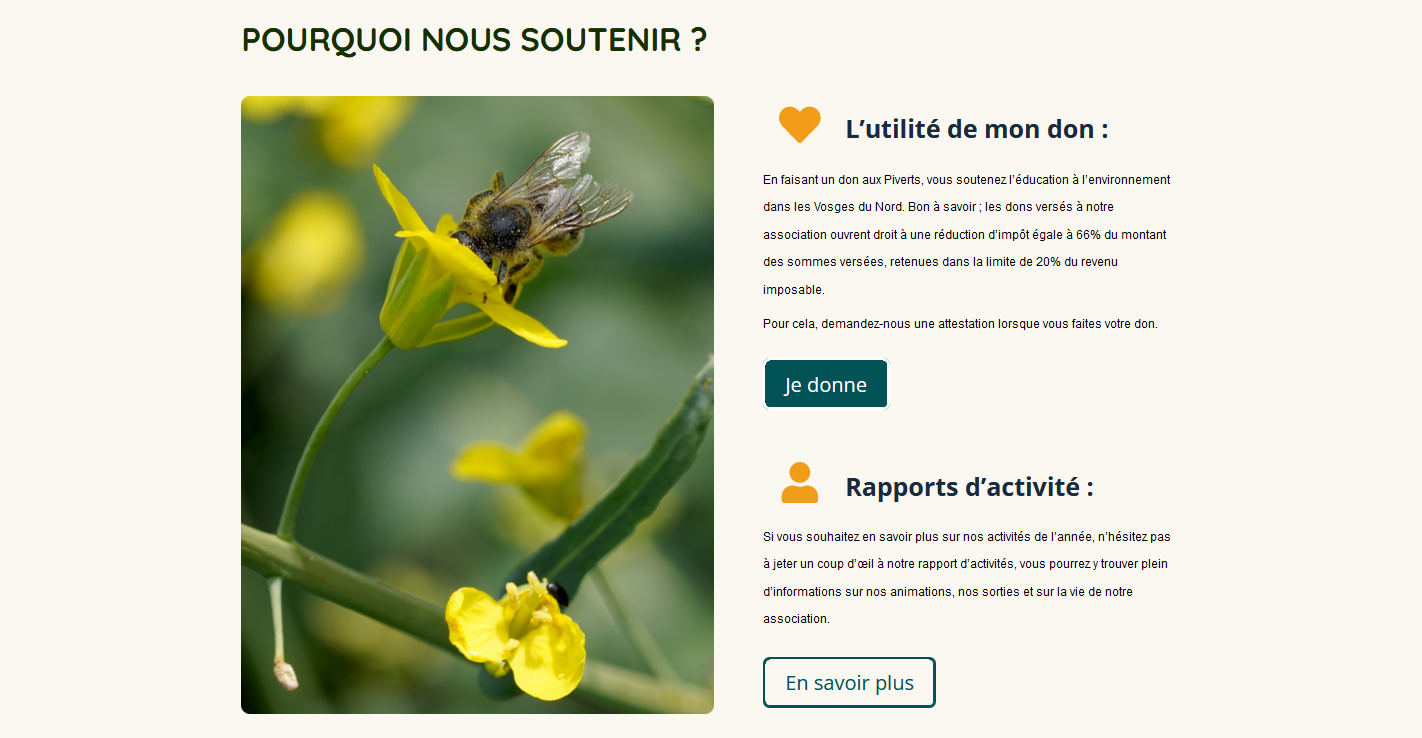 POURQUOI NOUS SOUTENIR ?
L’utilité de mon don :
En faisant un don aux Piverts, vous soutenez l’éducation à l’environnement
dans les Vosges du Nord. Bon à savoir ; les dons versés à notre
association ouvrent droit à une réduction d’impôt égale à 66% du montant
des sommes versées, retenues dans la limite de 20% du revenu
imposable.
Pour cela, demandez-nous une attestation lorsque vous faites votre don.
Je donne
Rapports d’activité :
Si vous souhaitez en savoir plus sur nos activités de l’année, n’hésitez pas
à jeter un coup d’œil à notre rapport d’activités, vous pourrez y trouver plein
d’informations sur nos animations, nos sorties et sur la vie de notre
association.
En savoir plus